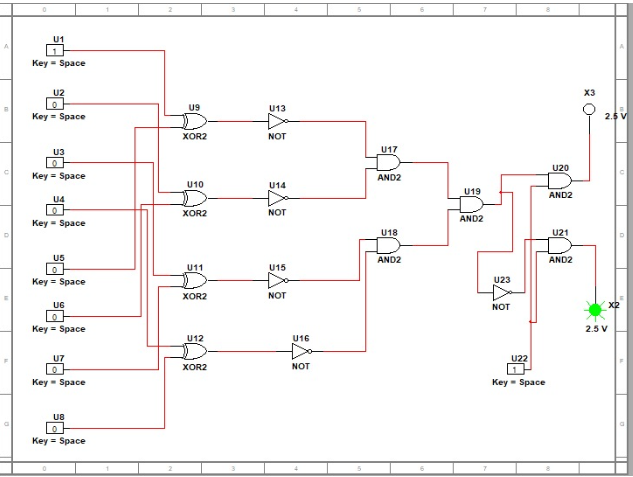 0 1 2 3 4 5 6 7 8
A
B
C
D
E
F
G
U1
1
Key = Space
U2
0
Key = Space
U3
0
Key = Space
U4
0
Key = Space
U5
0
Key = Space
U6
0
Key = Space
U7
0
Key = Space
U8
0
Key = Space
U9
XOR2
U10
XOR2
U11
XOR2
U12
XOR2
U13
NOT
U14
NOT
U15
NOT
U16
NOT
U17
AND2
U18
AND2
U19
AND2
U23
NOT
U22
1
Key = Space
U20
AND2
U21
AND2
X3
2.5 V
X2
2.5 V
A
B
C
D
E
F
G
0 1 2 3 4 5 6 7 8